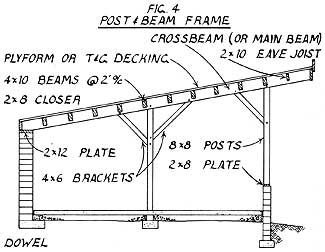 FIG. 4
POST & BEAM FRAME
CROSSBEAM (OR MAIN BEAM)
2×10 EAVE JOIST
PLYFORM OR T&G. DECKING
4×10 BEAMS @ 2' %
2×8 CLOSER
2×12 PLATE
4×6 BRACKETS
8×8 POSTS
2×8 PLATE
DOWEL